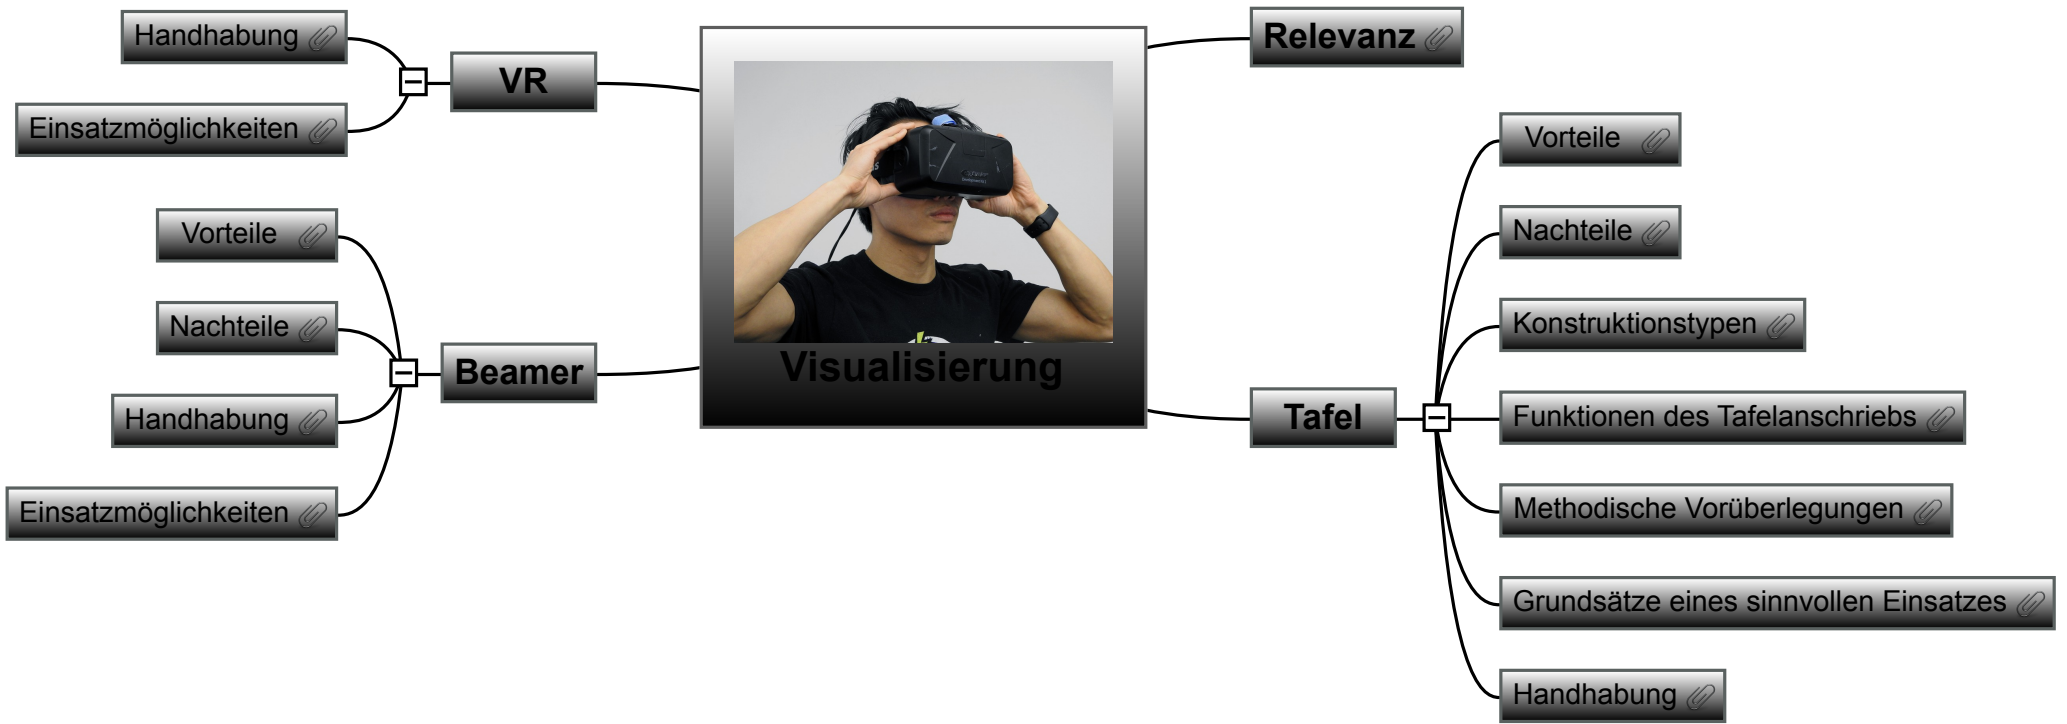 Handhabung
VR
Einsatzmöglichkeiten
Vorteile
Nachteile
Beamer
Handhabung
Einsatzmöglichkeiten
Visualisierung
Relevanz
Vorteile
Nachteile
Konstruktionstypen
Tafel
Funktionen des Tafelanschriebs
Methodische Vorüberlegungen
Grundsätze eines sinnvollen Einsatzes
Handhabung